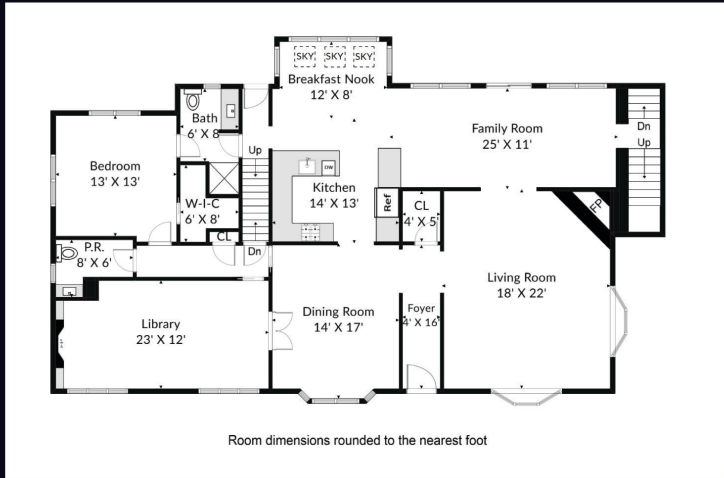 SKY SKY SKY
Breakfast Nook
12' X 8'
Bath
6' X 8
Family Room
25' X 11'
Dn
Up
Up
Bedroom
13' X 13'
DW
Kitchen
14' X 13'
W-I-C
6' X 8'
Ref
CL
4' X 5'
FP
CL
P.R.
8' X 6'
Dn
Living Room
18' X 22'
Library
23' X 12'
Dining Room
14' X 17'
Foyer
4' X 16'
Room dimensions rounded to the nearest foot